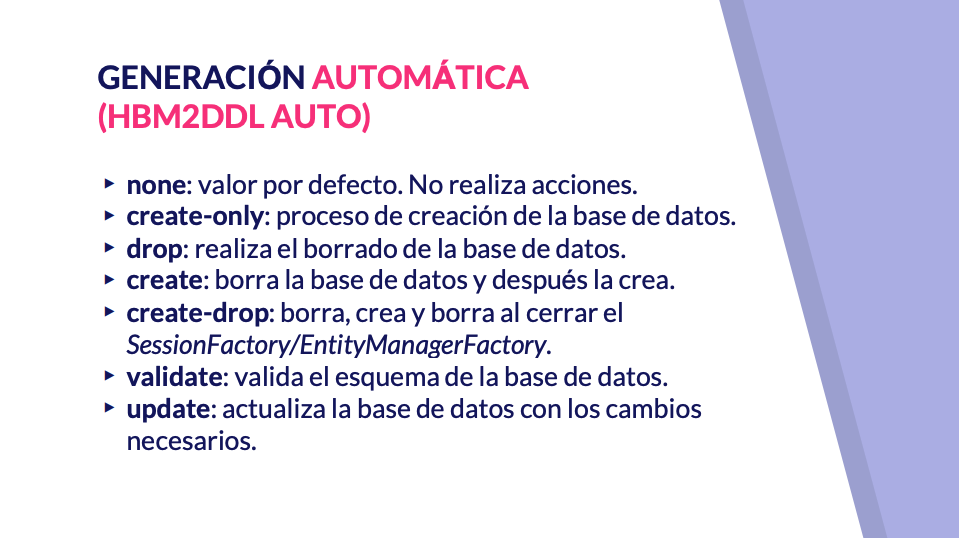 GENERACIÓN AUTOMÁTICA
(HBM2DDL AUTO)
▸ none: valor por defecto. No realiza acciones.
▸ create-only: proceso de creación de la base de datos.
▸ drop: realiza el borrado de la base de datos.
▸ create: borra la base de datos y después la crea.
▸ create-drop: borra, crea y borra al cerrar el
SessionFactory/EntityManagerFactory.
▸ validate: valida el esquema de la base de datos.
▸ update: actualiza la base de datos con los cambios
necesarios.